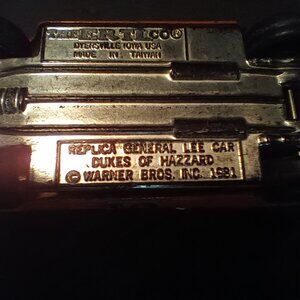 THE ERTL CO®
DYERSVILLE IOWA USA
MADE IN TAIWAN
REPLICA GENERAL LEE CAR
DUKES OF HAZZARD
© WARNER BROS. INC. 1981